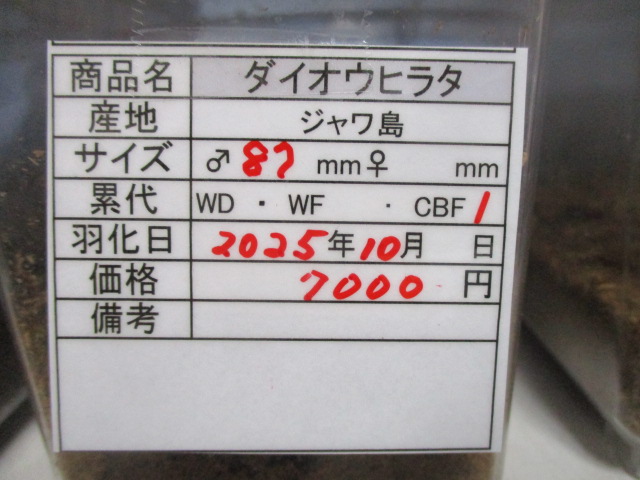 商品名 ダイオウヒラタ
産地 ジャワ島
サイズ ♂87 mm♀ mm
累代 WD ・ WF ・ CBF1
羽化日 2025年10月 日
価格 7000 円
備考